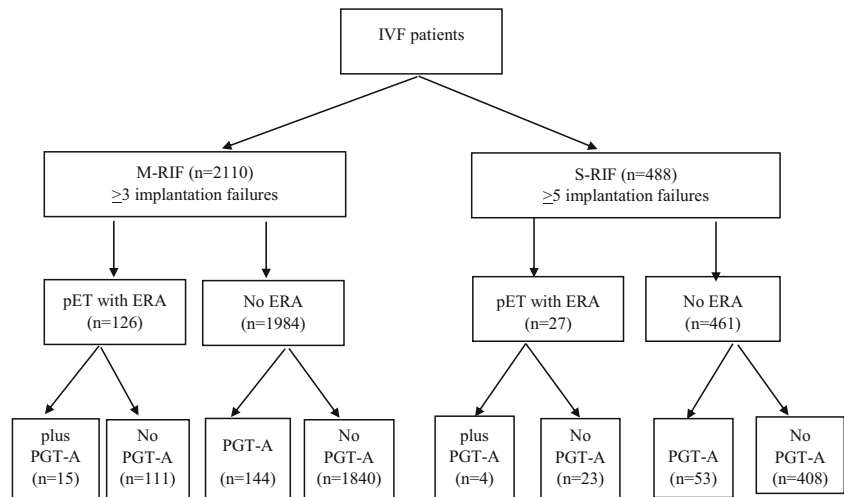 IVF patients
M-RIF (n=2110)
≥3 implantation failures
S-RIF (n=488)
≥5 implantation failures
pET with ERA
(n=126)
No ERA
(n=1984)
pET with ERA
(n=27)
No ERA
(n=461)
plus
PGT-A
(n=15)
No
PGT-A
(n=111)
PGT-A
(n=144)
No
PGT-A
(n=1840)
plus
PGT-A
(n=4)
No
PGT-A
(n=23)
PGT-A
(n=53)
No
PGT-A
(n=408)